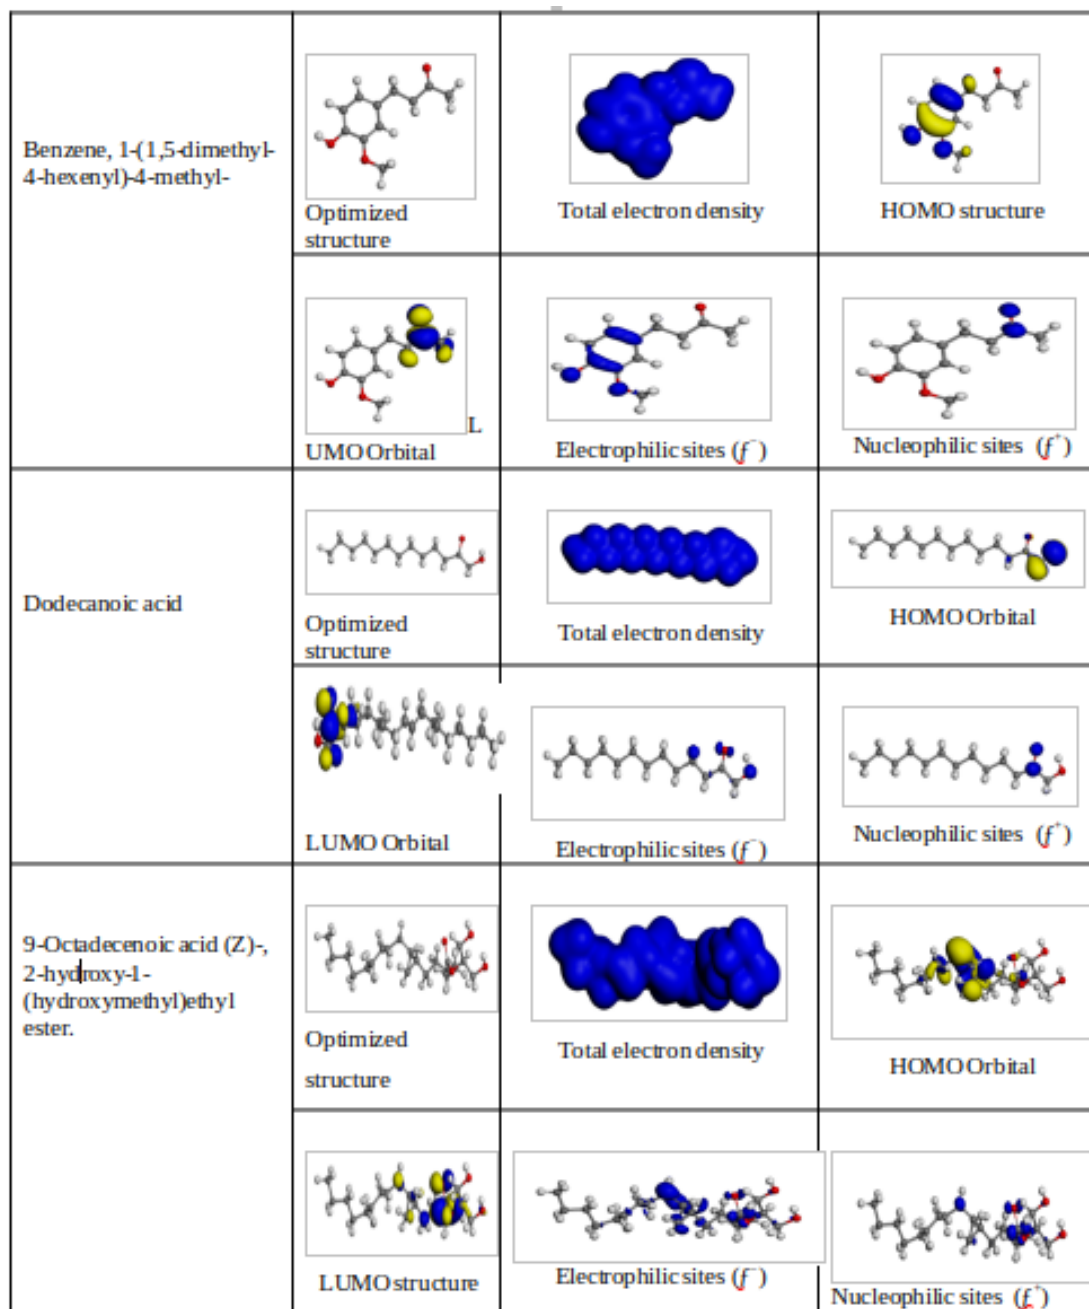 Benzene, 1-(1,5-dimethyl-
4-hexenyl)-4-methyl-
Optimized
structure
Total electron density
HOMO structure
L
UMO Orbital
Electrophilic sites (f⁻)
Nucleophilic sites (f⁺)
Dodecanoic acid
Optimized
structure
Total electron density
HOMO Orbital
LUMO Orbital
Electrophilic sites (f⁻)
Nucleophilic sites (f⁺)
9-Octadecenoic acid (Z)-,
2-hydroxy-1-
(hydroxymethyl)ethyl
ester.
Optimized
structure
Total electron density
HOMO Orbital
LUMO structure
Electrophilic sites (f⁻)
Nucleophilic sites (f⁺)